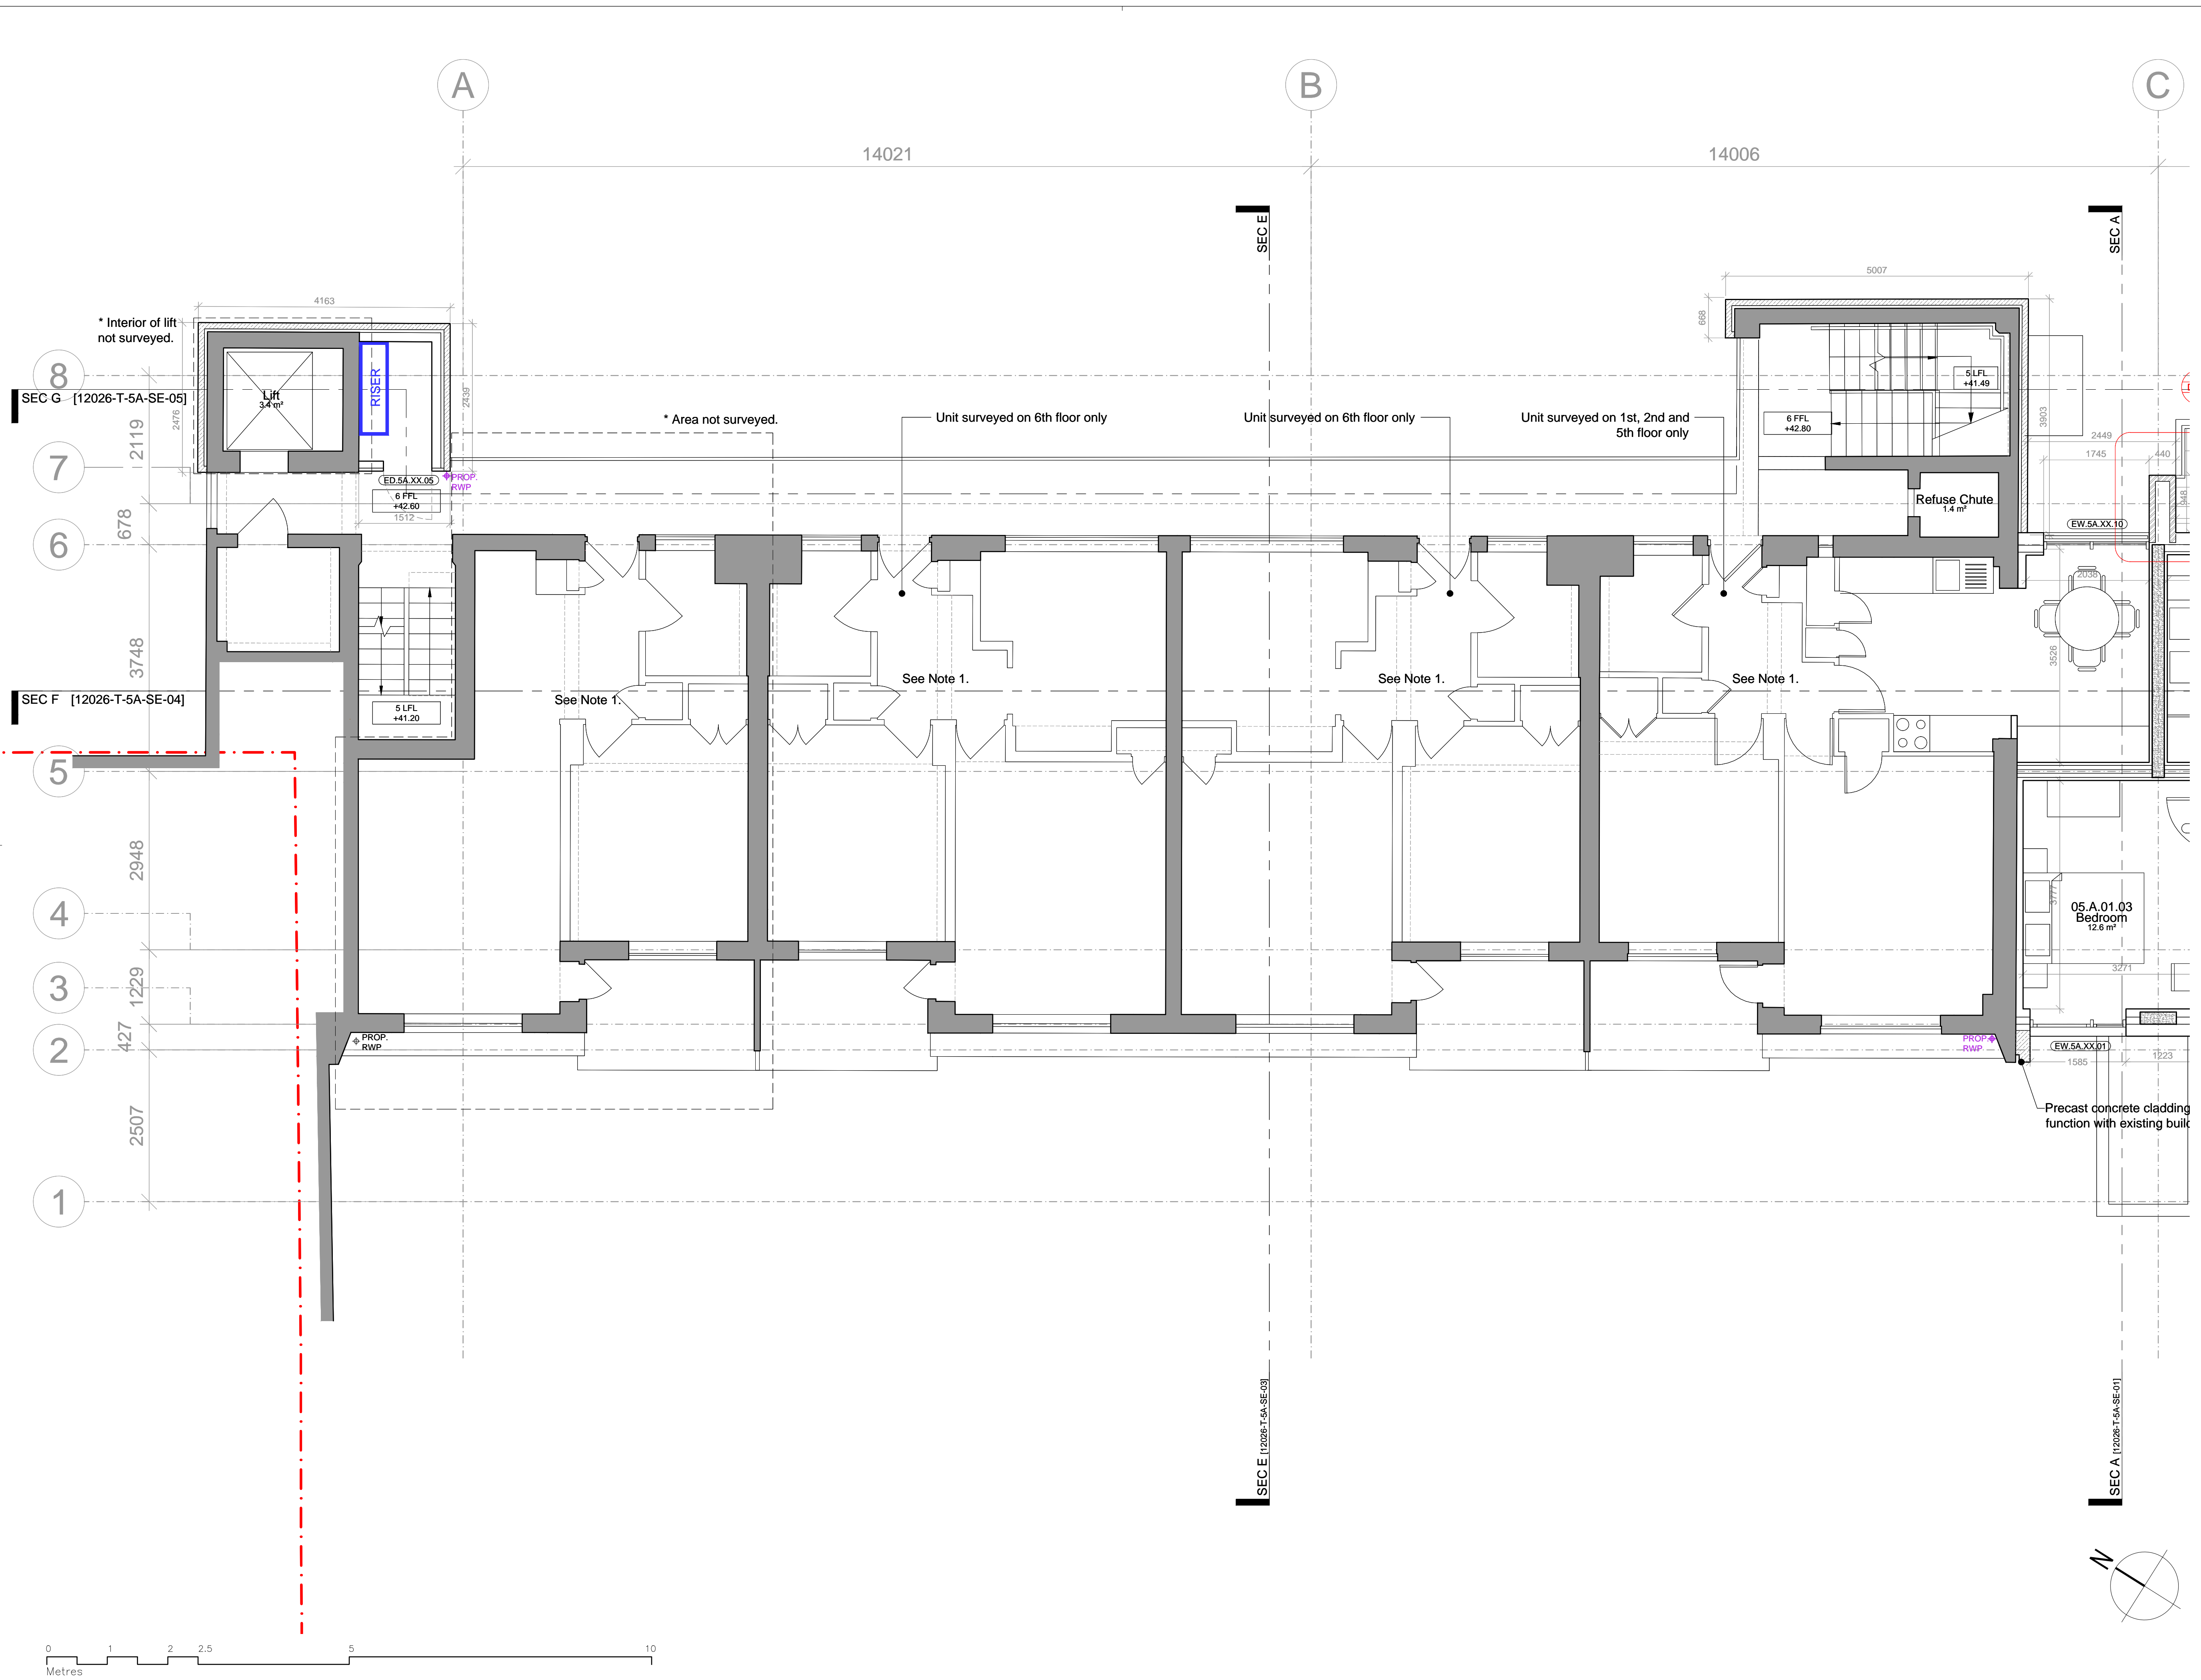 A
B
C
14021
14006
SEC E
SEC A
5007
4163
668
* Interior of lift
not surveyed.
8
RISER
Lift
3.4 m²
5 LFL
+41.49
SEC G [12026-T-5A-SE-05]
2476
2439
2119
* Area not surveyed.
Unit surveyed on 6th floor only
Unit surveyed on 6th floor only
Unit surveyed on 1st, 2nd and
5th floor only
6 FFL
+42.80
3903
2449
1745
440
7
ED.5A.XX.05
PROP.
RWP
6 FFL
+42.60
1512
Refuse Chute
1.4 m²
948
678
EW.5A.XX.10
6
2038
3748
3526
See Note 1.
See Note 1.
See Note 1.
See Note 1.
SEC F [12026-T-5A-SE-04]
5 LFL
+41.20
5
2948
4
3777
05.A.01.03
Bedroom
12.6 m²
3271
3
1229
427
2
PROP.
RWP
PROP.
RWP
EW.5A.XX.01
1585
1223
2507
Precast concrete cladding
function with existing
1
SEC E [12026-T-5A-SE-03]
SEC A [12026-T-5A-SE-01]
N
0 1 2 2.5 5 10
Metres